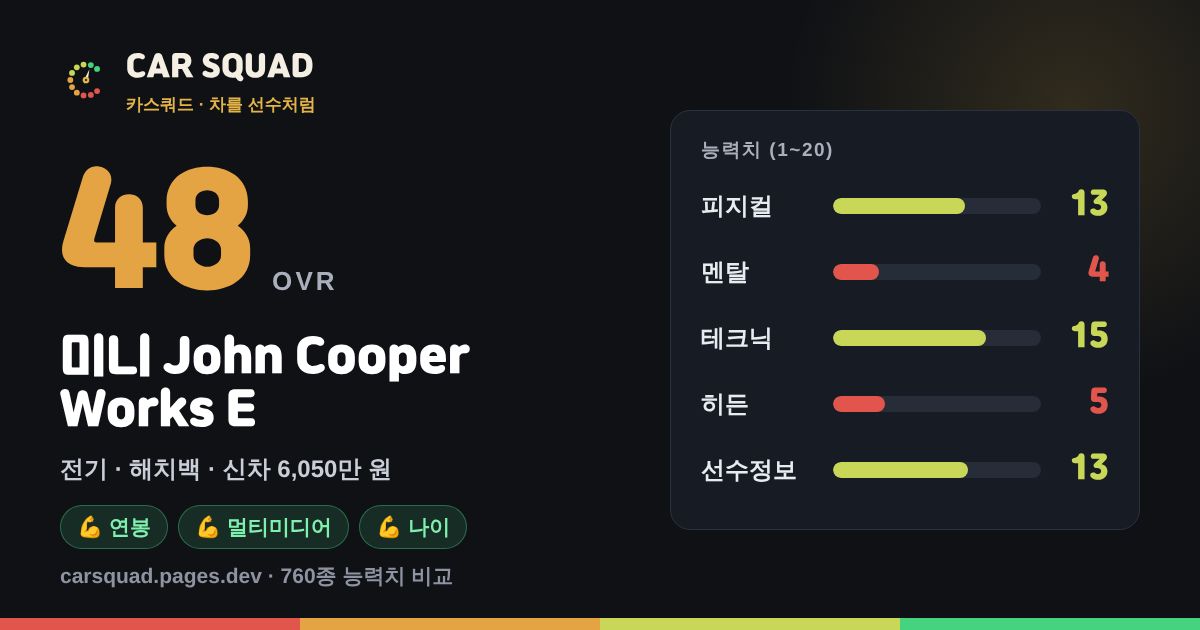 CAR SQUAD
카스쿼드 · 차를 선수처럼
48 OVR
미니 John Cooper
Works E
전기 · 해치백 · 신차 6,050만 원
💪 연봉 💪 멀티미디어 💪 나이
carsquad.pages.dev · 760종 능력치 비교
능력치 (1~20)
피지컬 13
멘탈 4
테크닉 15
히든 5
선수정보 13